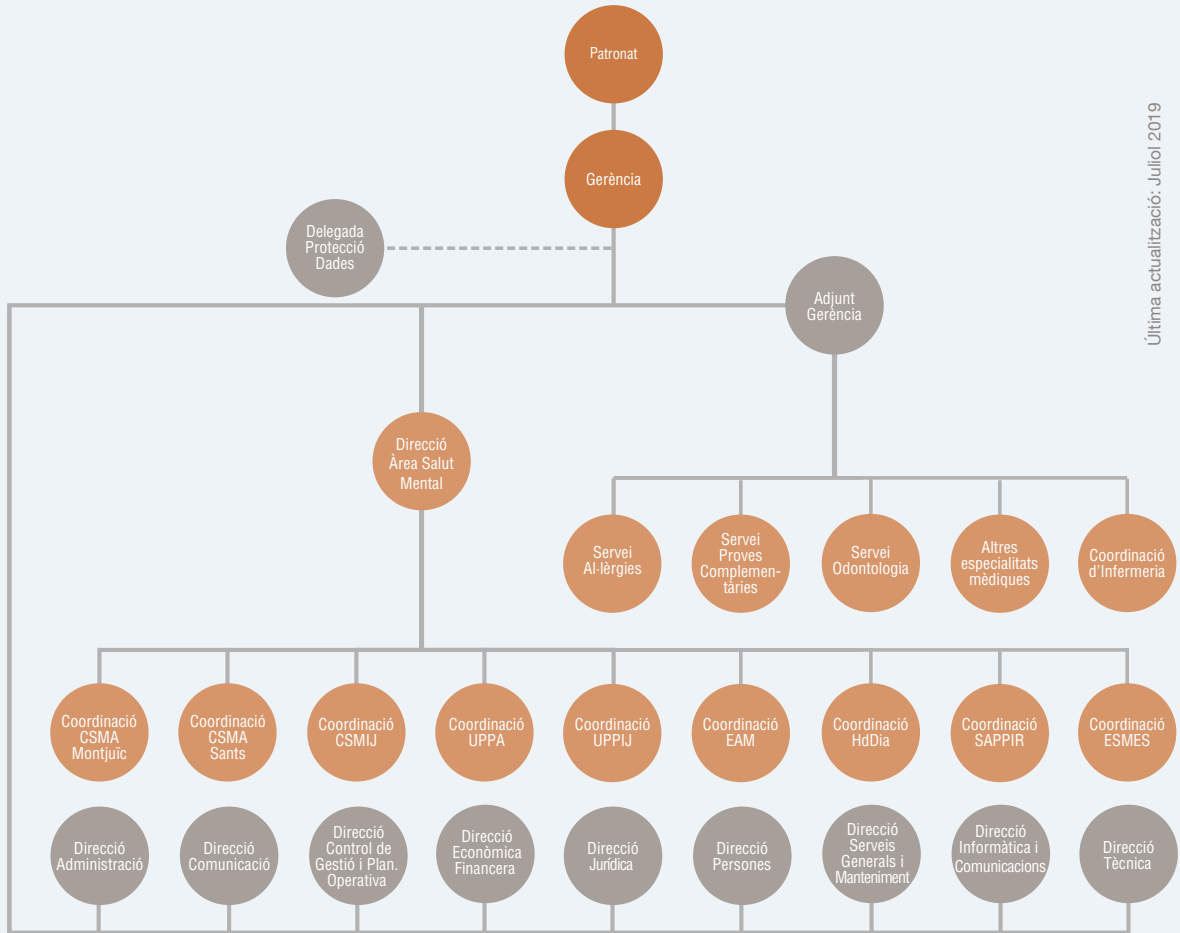 Patronat
Gerència
Última actualització: Juliol 2019
Delegada
Protecció
Dades
Adjunt
Gerència
Direcció
Àrea Salut
Mental
Servei
Al·lèrgies
Servei
Proves
Complemen-
tàries
Servei
Odontologia
Altres
especialitats
mèdiques
Coordinació
d'Infermeria
Coordinació
CSMA
Montjuïc
Coordinació
CSMA
Sants
Coordinació
CSMIJ
Coordinació
UPPA
Coordinació
UPPIJ
Coordinació
EAM
Coordinació
HdDia
Coordinació
SAPPIR
Coordinació
ESMES
Direcció
Administració
Direcció
Comunicació
Direcció
Control de
Gestió i Plan.
Operativa
Direcció
Econòmica
Financera
Direcció
Jurídica
Direcció
Persones
Direcció
Serveis
Generals i
Manteniment
Direcció
Informàtica i
Comunicacions
Direcció
Tècnica